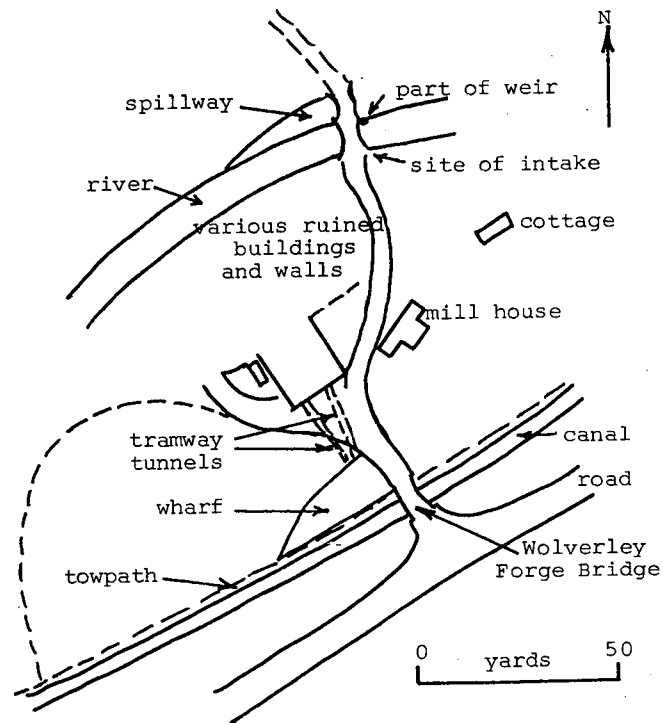 N
spillway
part of weir
site of intake
river
cottage
various ruined
buildings
and walls
mill house
tramway
tunnels
canal
road
wharf
Wolverley
Forge Bridge
towpath
0 yards 50